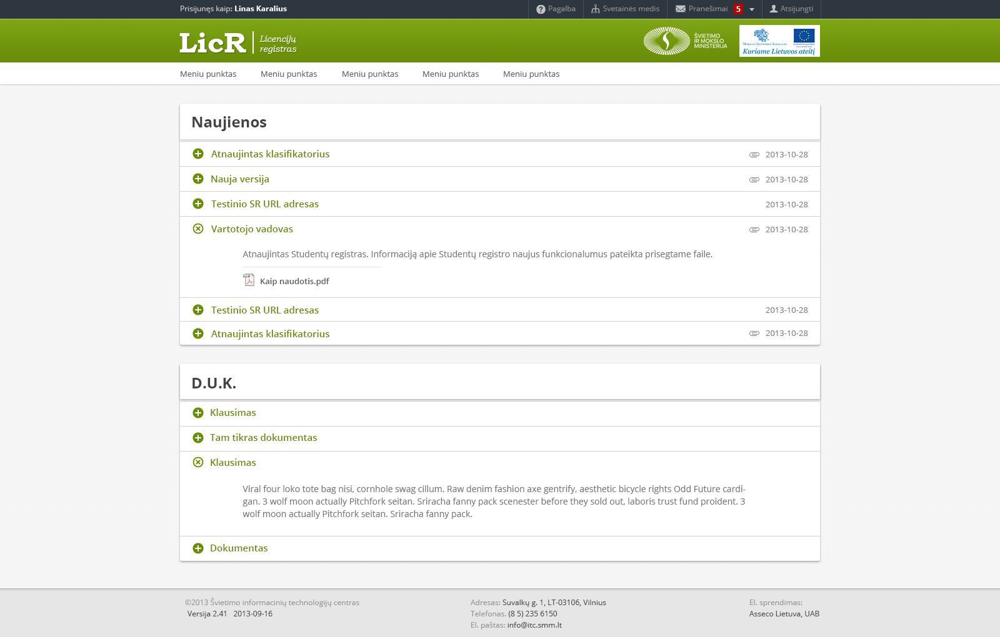 Prisijunęs kaip: Linas Karalius
Pagalba
Svetainės medis
Pranešimai 5
Atsijungti
LicR
Licencijų
registras
ŠVIETIMO
IR MOKSLO
MINISTERIJA
Kuriame Lietuvos ateitį
Meniu punktas
Meniu punktas
Meniu punktas
Meniu punktas
Meniu punktas
Naujienos
Atnaujintas klasifikatorius 2013-10-28
Nauja versija 2013-10-28
Testinio SR URL adresas 2013-10-28
Vartotojo vadovas 2013-10-28
Atnaujintas Studentų registras. Informaciją apie Studentų registro naujus funkcionalumus pateikta prisegtame faile.
Kaip naudotis.pdf
Testinio SR URL adresas 2013-10-28
Atnaujintas klasifikatorius 2013-10-28
D.U.K.
Klausimas
Tam tikras dokumentas
Klausimas
Viral four loko tote bag nisi, cornhole swag cillum. Raw denim fashion axe gentrify, aesthetic bicycle rights Odd Future cardi-
gan. 3 wolf moon actually Pitchfork seitan. Sriracha fanny pack scenester before they sold out, laboris trust fund proident. 3
wolf moon actually Pitchfork seitan. Sriracha fanny pack.
Dokumentas
©2013 Švietimo informacinių technologijų centras
Versija 2.41 2013-09-16
Adresas: Suvalkų g. 1, LT-03106, Vilnius
Telefonas. (8 5) 235 6150
El. paštas: info@itc.smm.lt
El. sprendimas:
Asseco Lietuva, UAB